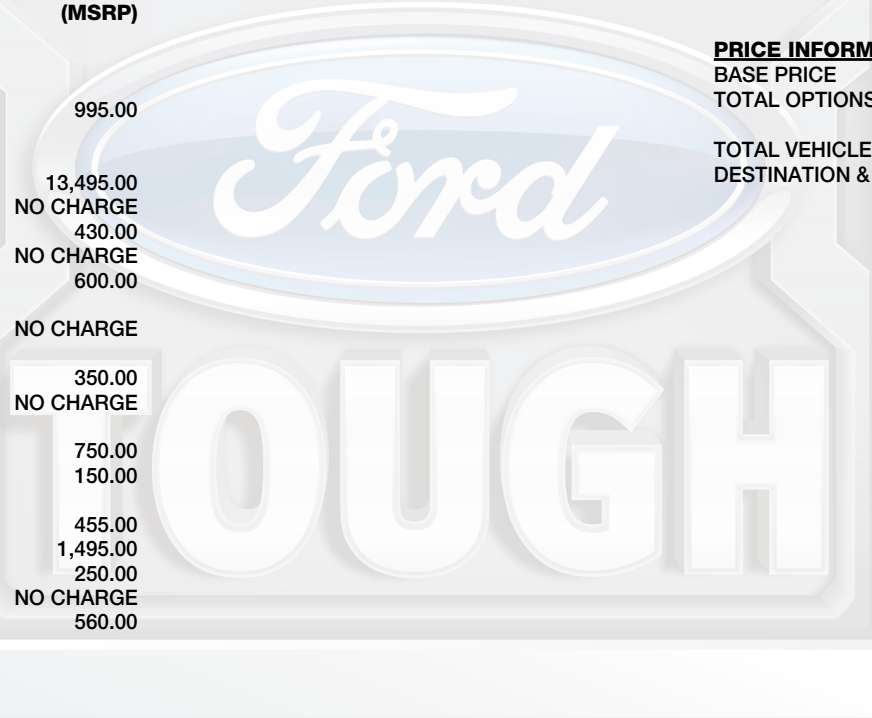 (MSRP)
995.00
13,495.00
NO CHARGE
430.00
NO CHARGE
600.00
NO CHARGE
350.00
NO CHARGE
750.00
150.00
455.00
1,495.00
250.00
NO CHARGE
560.00
PRICE INFORM
BASE PRICE
TOTAL OPTIONS
TOTAL VEHICLE
DESTINATION &
Ford
TOUGH